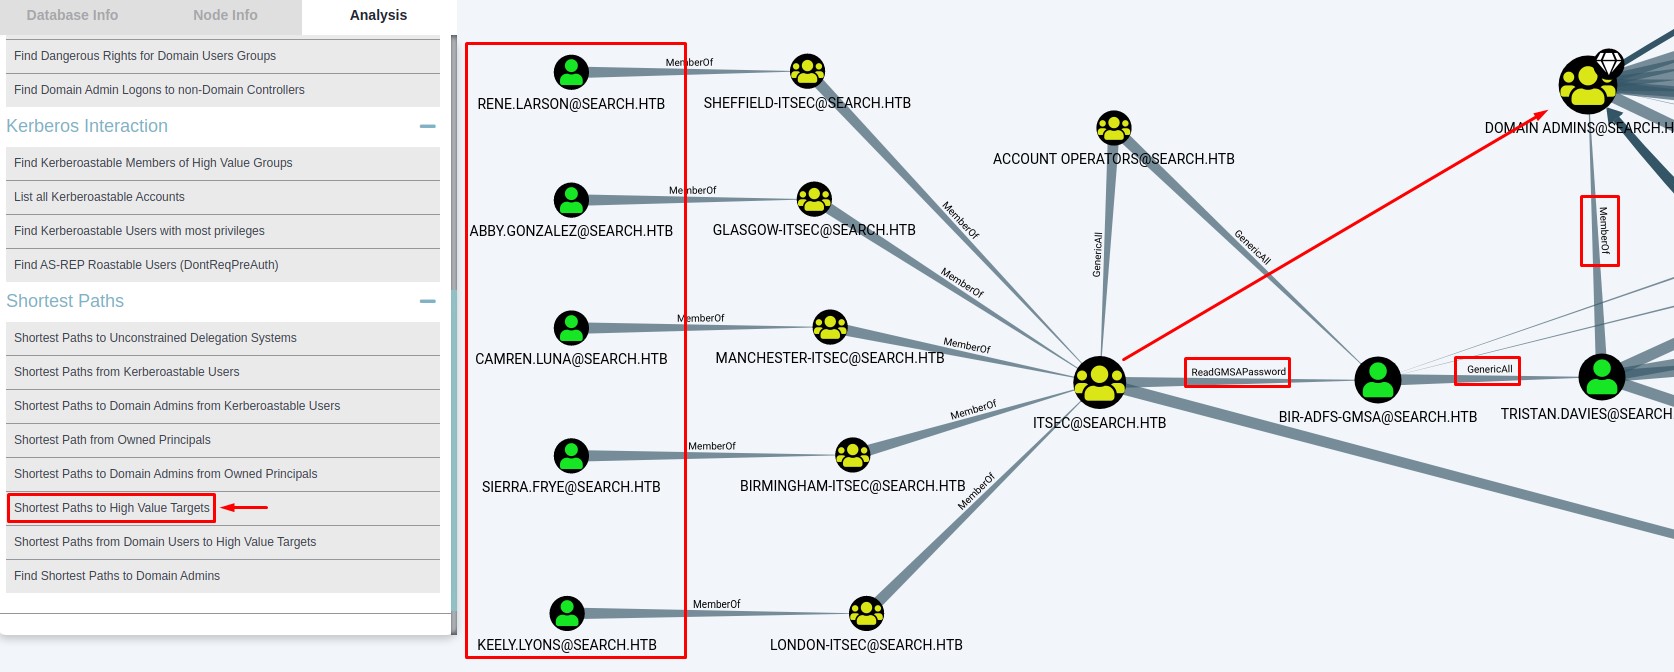 Database Info
Node Info
Analysis
Find Dangerous Rights for Domain Users Groups
Find Domain Admin Logons to non-Domain Controllers
Kerberos Interaction
Find Kerberoastable Members of High Value Groups
List all Kerberoastable Accounts
Find Kerberoastable Users with most privileges
Find AS-REP Roastable Users (DontReqPreAuth)
Shortest Paths
Shortest Paths to Unconstrained Delegation Systems
Shortest Paths from Kerberoastable Users
Shortest Paths to Domain Admins from Kerberoastable Users
Shortest Path from Owned Principals
Shortest Paths to Domain Admins from Owned Principals
Shortest Paths to High Value Targets
Shortest Paths from Domain Users to High Value Targets
Find Shortest Paths to Domain Admins
MemberOf
RENE.LARSON@SEARCH.HTB
SHEFFIELD-ITSEC@SEARCH.HTB
DOMAIN ADMINS@SEARCH.H
ACCOUNT OPERATORS@SEARCH.HTB
MemberOf
ABBY.GONZALEZ@SEARCH.HTB
GLASGOW-ITSEC@SEARCH.HTB
MemberOf
GenericAll
GenericAll
MemberOf
MemberOf
MemberOf
CAMREN.LUNA@SEARCH.HTB
MANCHESTER-ITSEC@SEARCH.HTB
MemberOf
ReadGMSAPassword
GenericAll
ITSEC@SEARCH.HTB
BIR-ADFS-GMSA@SEARCH.HTB
TRISTAN.DAVIES@SEARCH
MemberOf
MemberOf
SIERRA.FRYE@SEARCH.HTB
BIRMINGHAM-ITSEC@SEARCH.HTB
MemberOf
MemberOf
KEELY.LYONS@SEARCH.HTB
LONDON-ITSEC@SEARCH.HTB